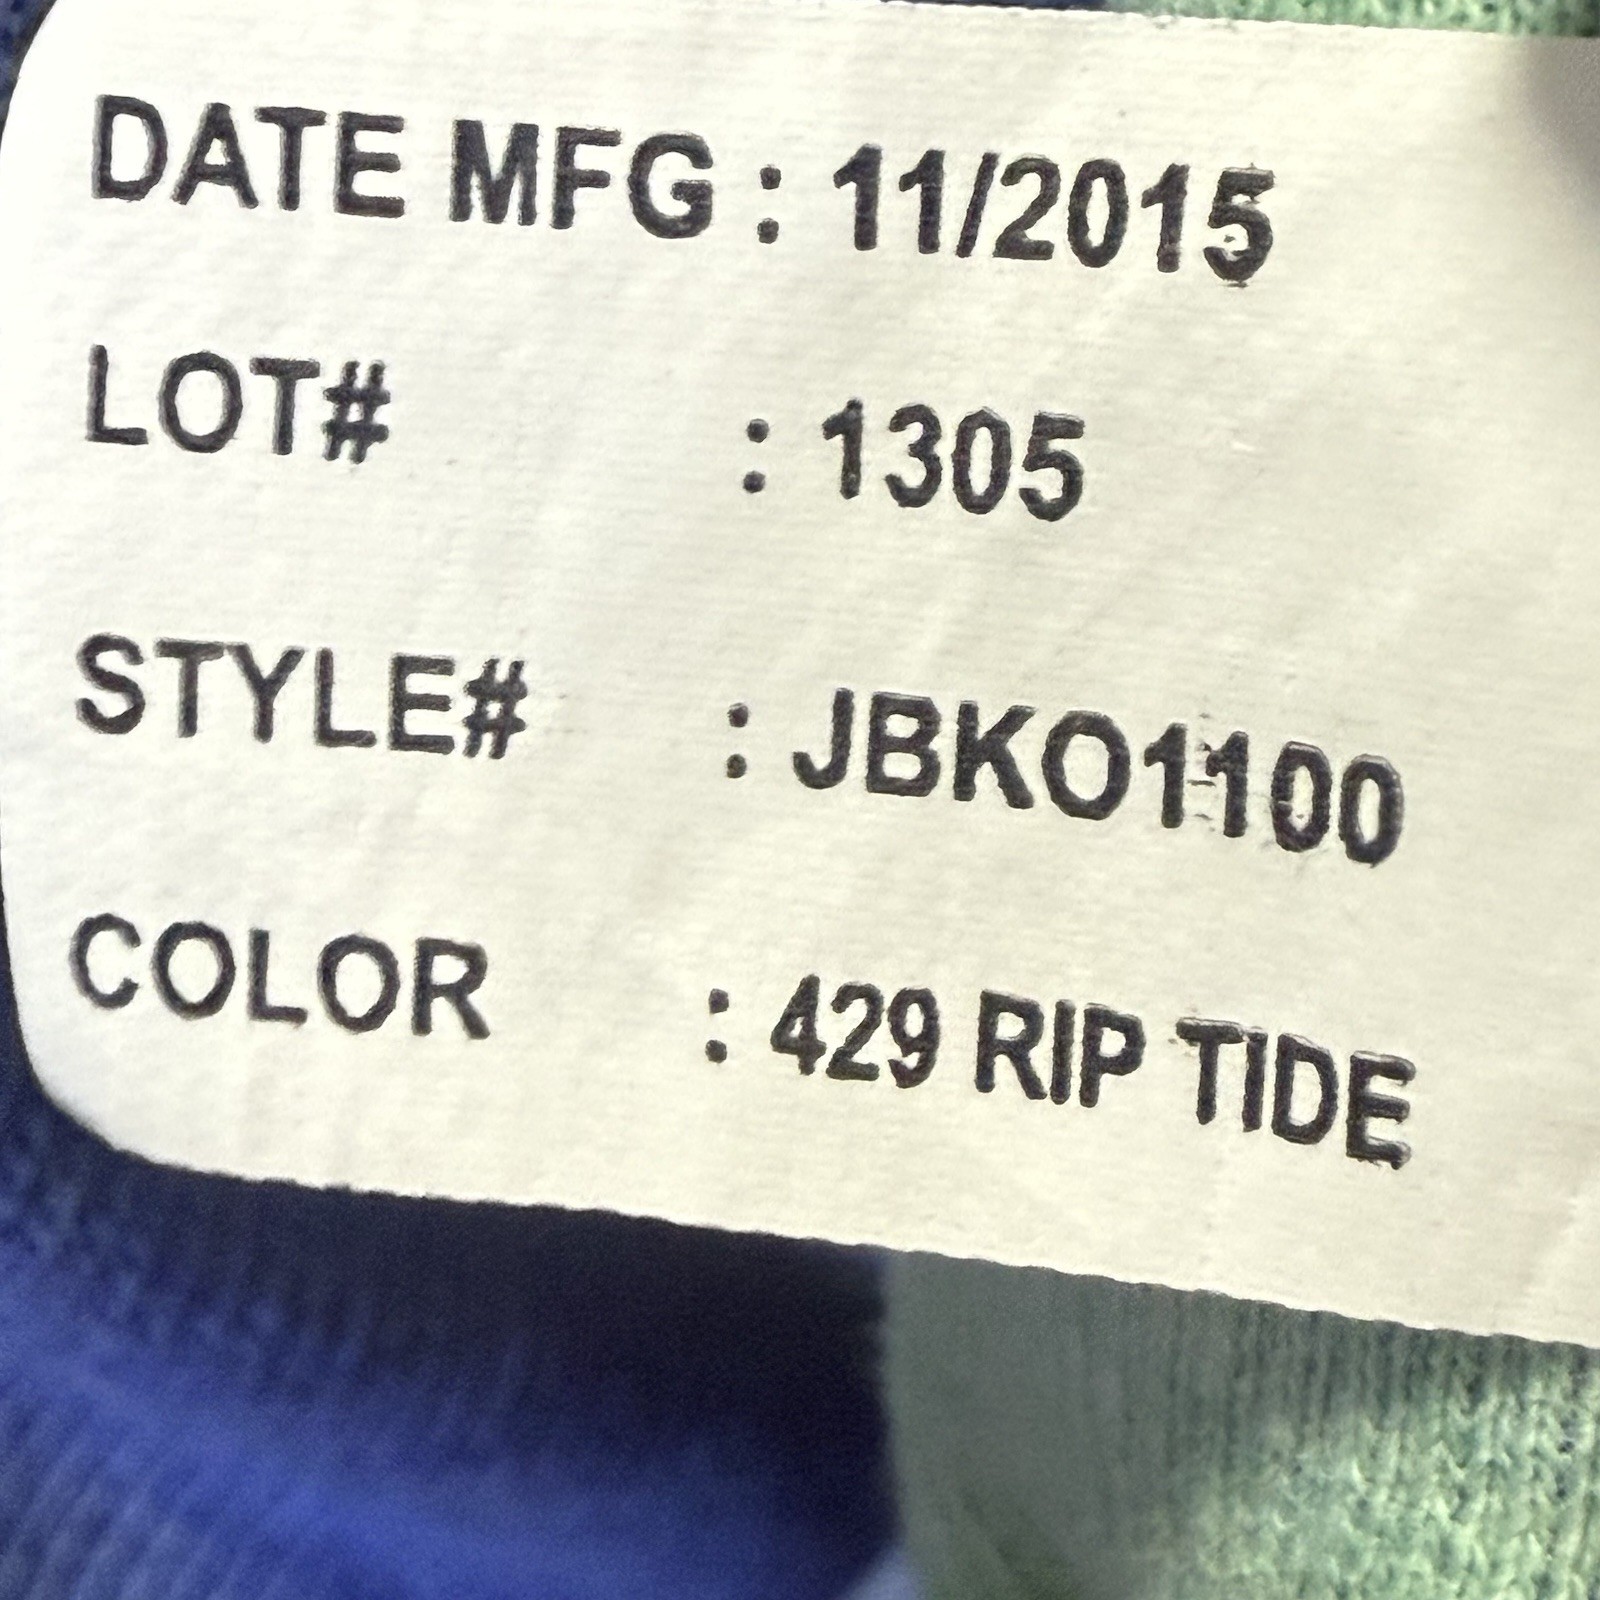 DATE MFG : 11/2015
LOT# : 1305
STYLE# : JBKO1100
COLOR : 429 RIP TIDE